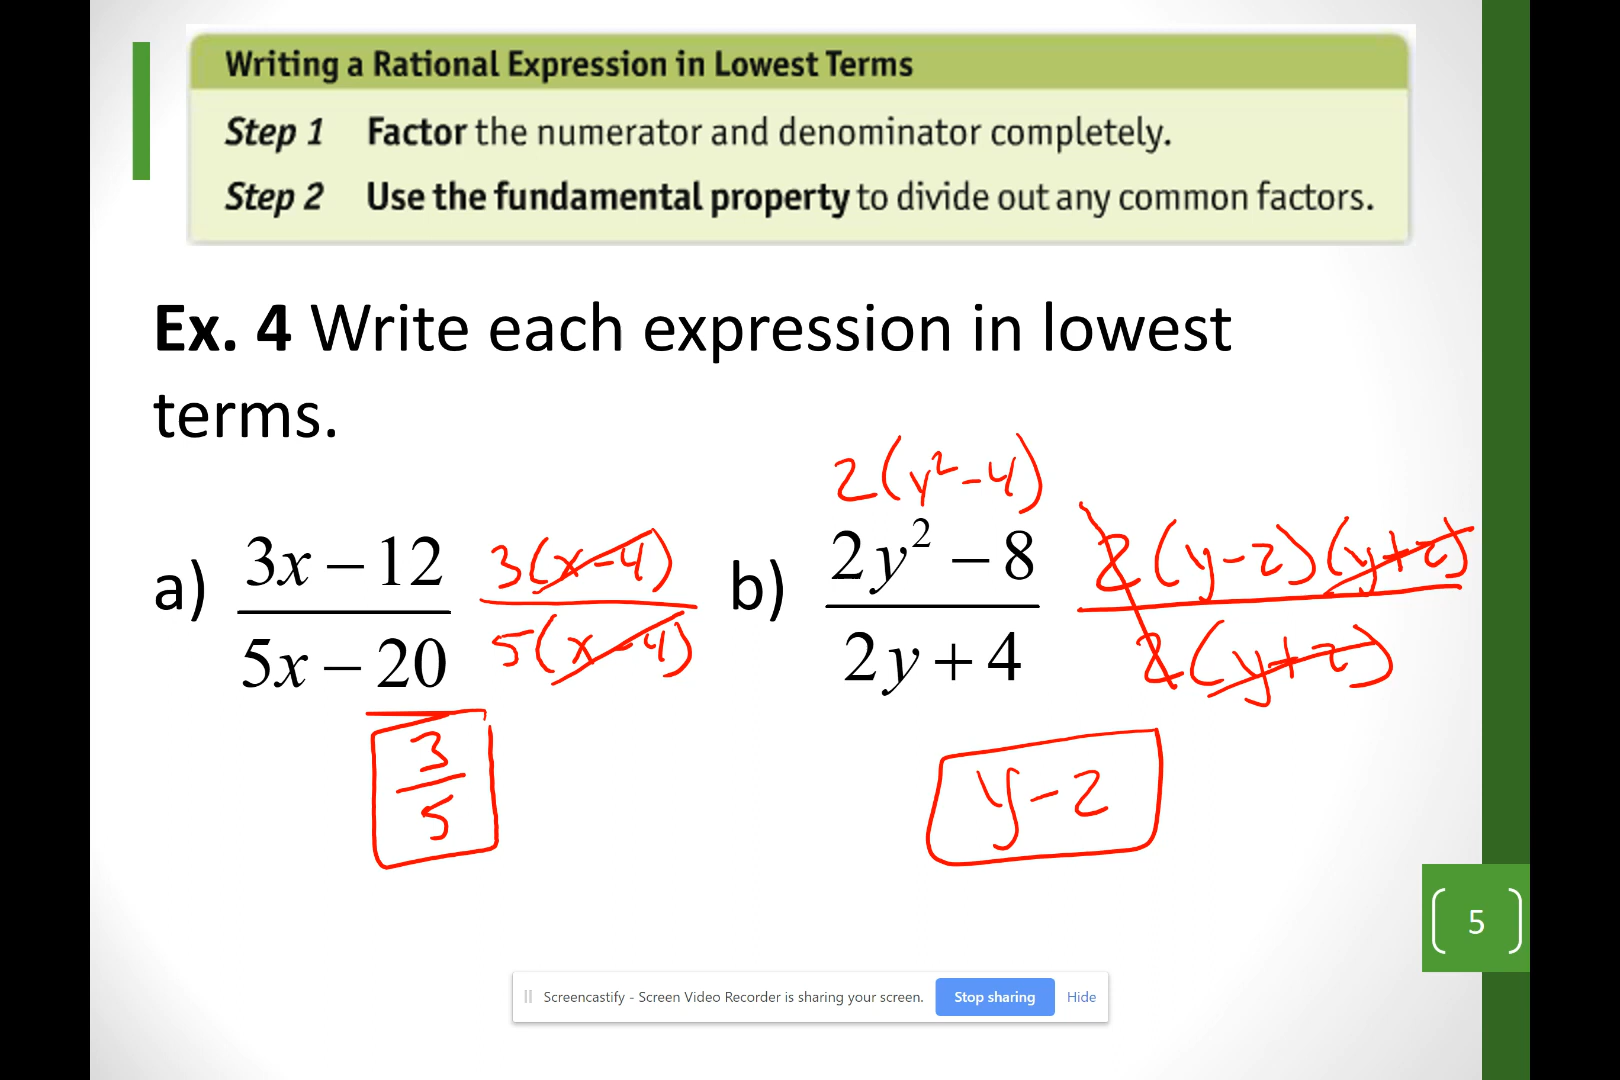 Writing a Rational Expression in Lowest Terms
Step 1 Factor the numerator and denominator completely.
Step 2 Use the fundamental property to divide out any common factors.
Ex. 4 Write each expression in lowest
terms.
a) (3x − 12)/(5x − 20)
3(x − 4)/5(x − 4)
3/5
2(y² − 4)
b) (2y² − 8)/(2y + 4)
2(y − 2)(y + 2)/2(y + 2)
y − 2
5
Screencastify - Screen Video Recorder is sharing your screen. Stop sharing Hide